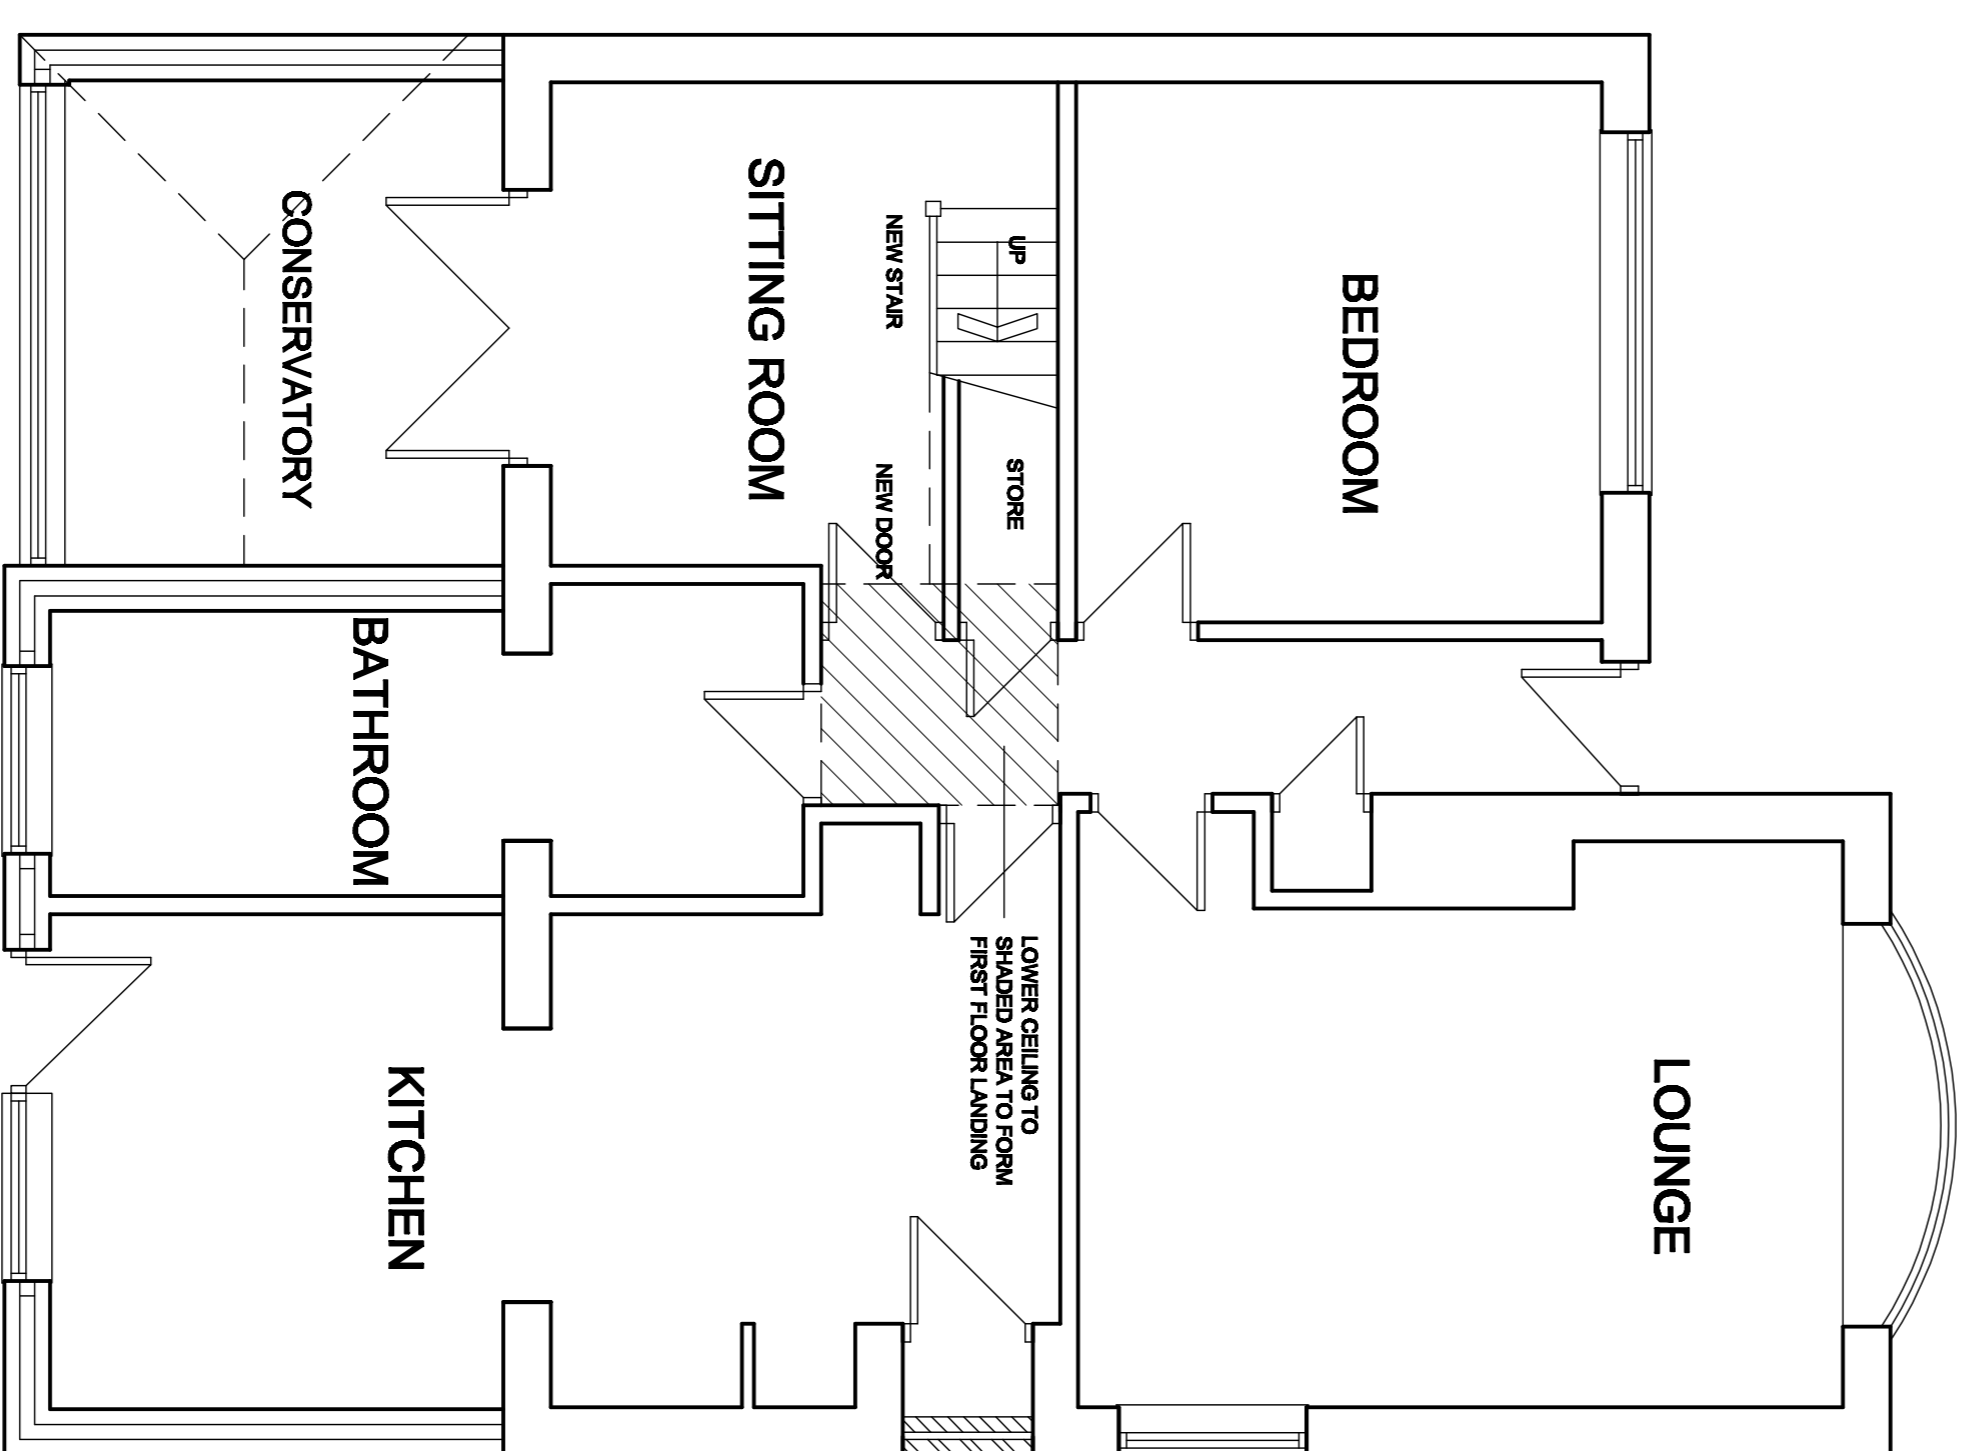 CONSERVATORY
SITTING ROOM
NEW STAIR
UP
NEW DOOR
STORE
BEDROOM
BATHROOM
KITCHEN
LOWER CEILING TO
SHADED AREA TO FORM
FIRST FLOOR LANDING
LOUNGE